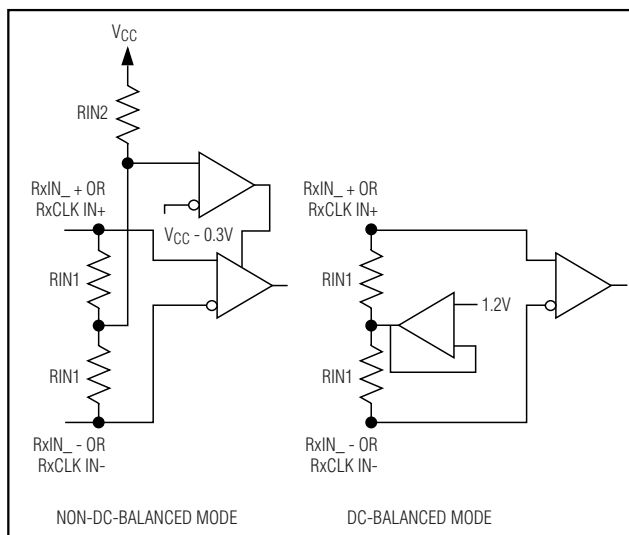 VCC
RIN2
RxIN_ + OR
RxCLK IN+
VCC - 0.3V
RIN1
RIN1
RxIN_ - OR
RxCLK IN-
NON-DC-BALANCED MODE
RxIN_ + OR
RxCLK IN+
RIN1
1.2V
RIN1
RxIN_ - OR
RxCLK IN-
DC-BALANCED MODE